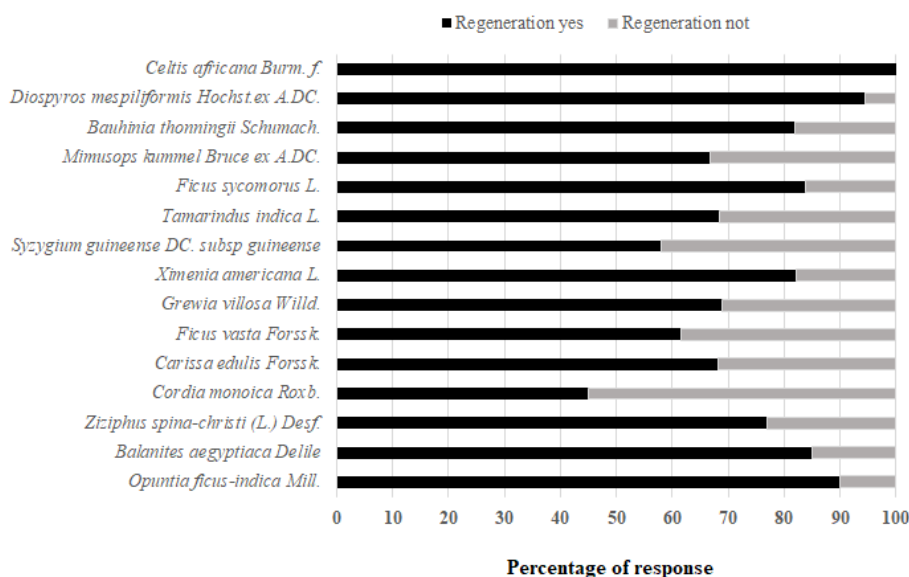 Regeneration yes Regeneration not
Celtis africana Burm. f.
Diospyros mespiliformis Hochst.ex A.DC.
Bauhinia thonningii Schumach.
Mimusops kummel Bruce ex A.DC.
Ficus sycomorus L.
Tamarindus indica L.
Syzygium guineense DC. subsp guineense
Ximenia americana L.
Grewia villosa Willd.
Ficus vasta Forssk.
Carissa edulis Forssk.
Cordia monoica Roxb.
Ziziphus spina-christi (L.) Desf.
Balanites aegyptiaca Delile
Opuntia ficus-indica Mill.
0 10 20 30 40 50 60 70 80 90 100
Percentage of response